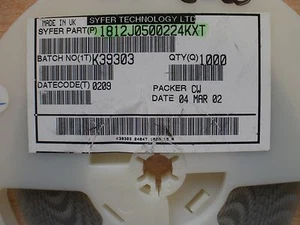 MADE IN UK SYFER TECHNOLOGY LTD
SYFER PART(P) 1812J0500224KXT
BATCH NO(1T) K39303 QTY(Q) 1000
DATECODE(T) 0209 PACKER CW
DATE 04 MAR 02